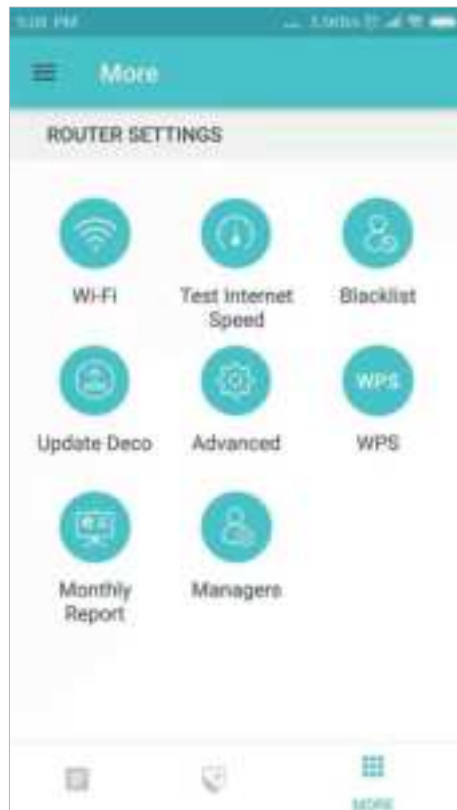 More
ROUTER SETTINGS
Wi-Fi
Test Internet
Speed
Blacklist
Update Deco
Advanced
WPS
WPS
Monthly
Report
Managers
MORE